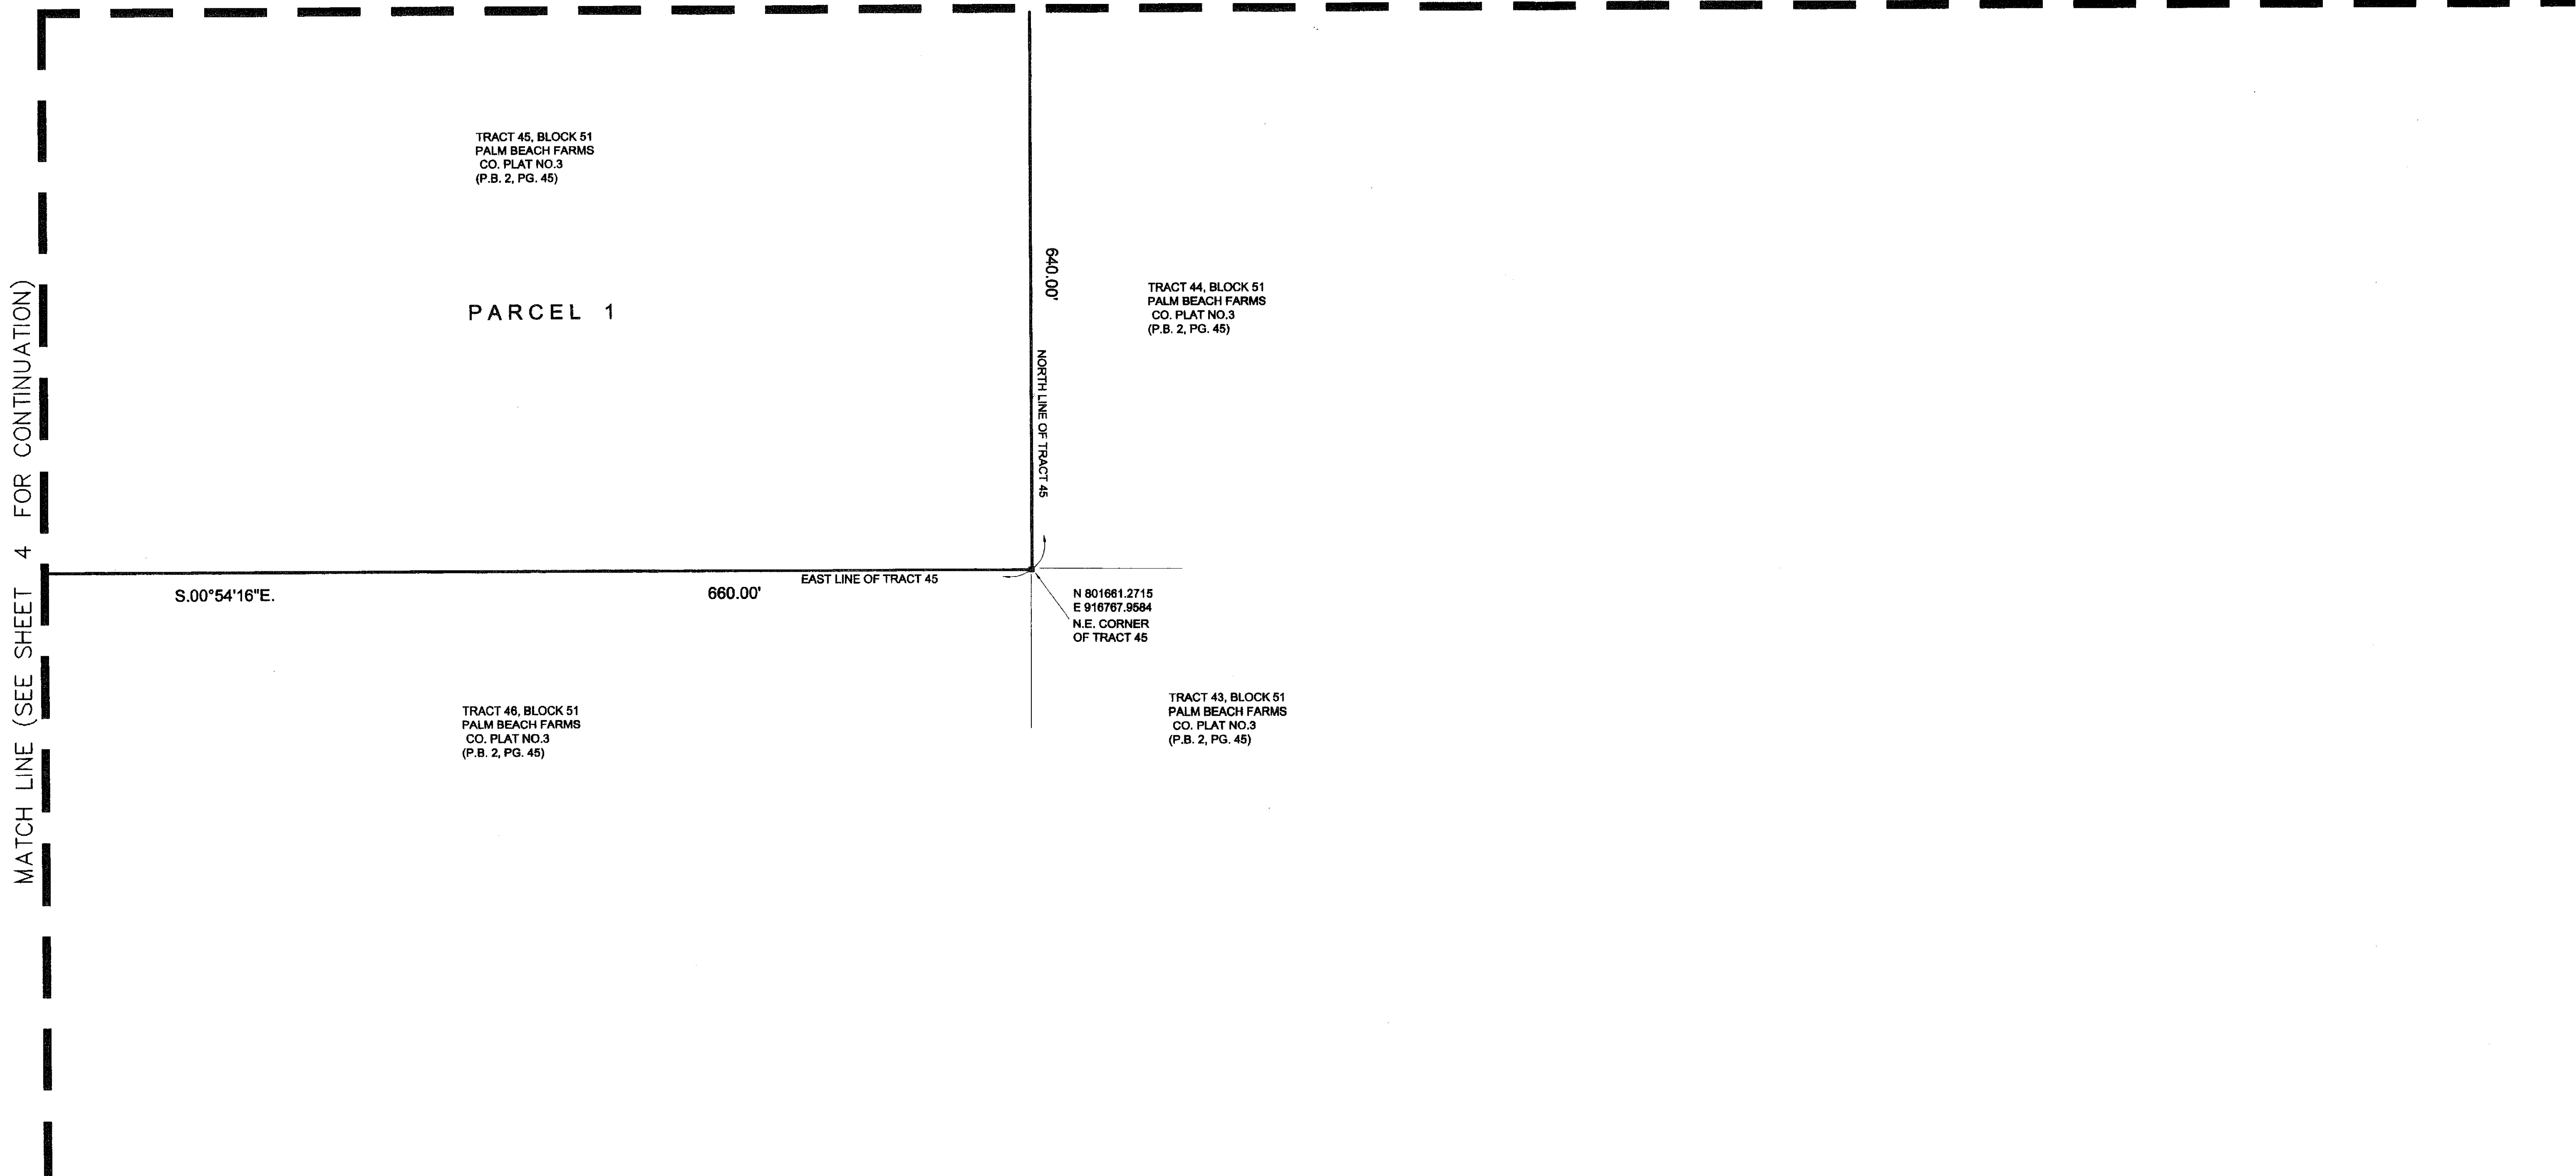 TRACT 45, BLOCK 51
PALM BEACH FARMS
CO. PLAT NO.3
(P.B. 2, PG. 45)
PARCEL 1
640.00'
NORTH LINE OF TRACT 45
TRACT 44, BLOCK 51
PALM BEACH FARMS
CO. PLAT NO.3
(P.B. 2, PG. 45)
MATCH LINE (SEE SHEET 4 FOR CONTINUATION)
S.00°54'16"E.
660.00'
EAST LINE OF TRACT 45
N 801661.2715
E 916767.9584
N.E. CORNER
OF TRACT 45
TRACT 46, BLOCK 51
PALM BEACH FARMS
CO. PLAT NO.3
(P.B. 2, PG. 45)
TRACT 43, BLOCK 51
PALM BEACH FARMS
CO. PLAT NO.3
(P.B. 2, PG. 45)